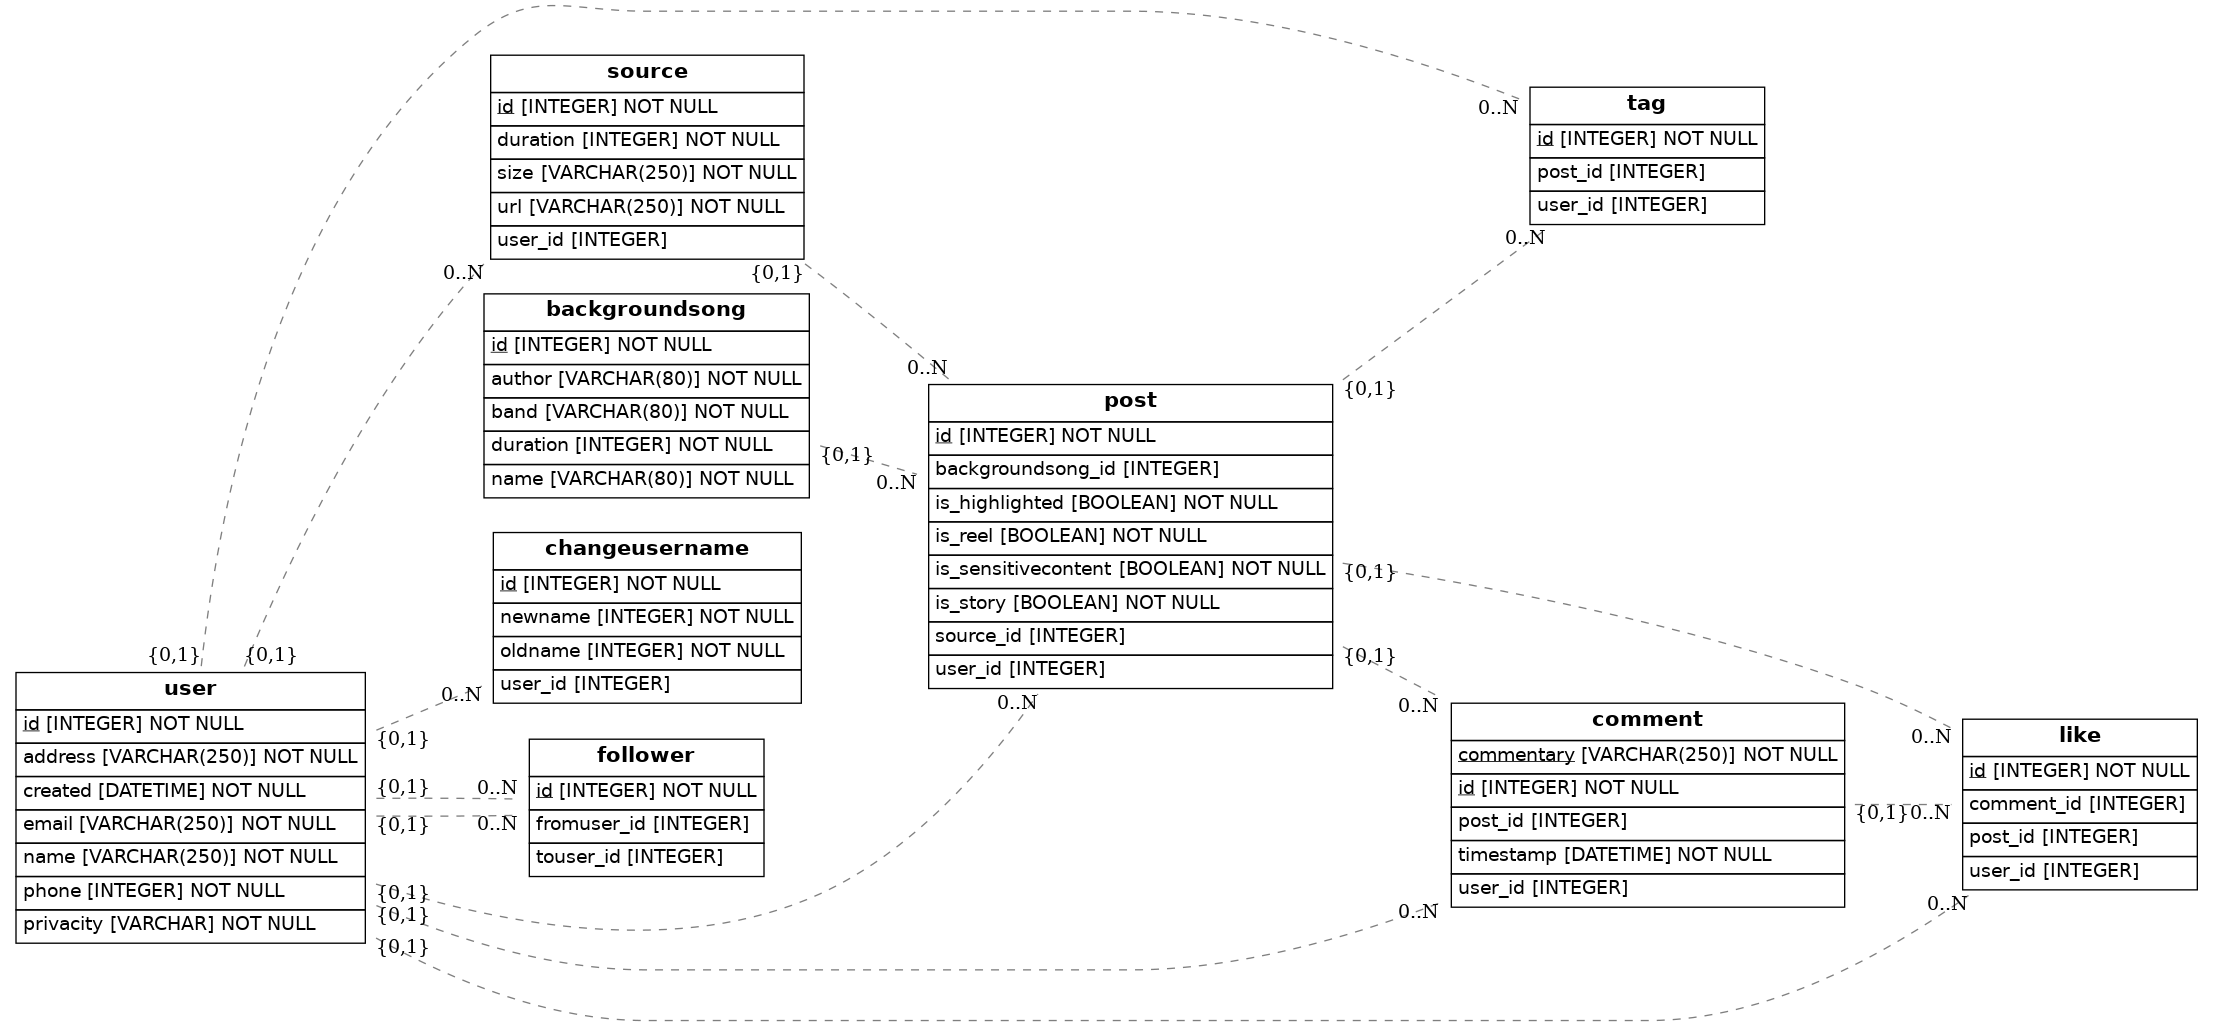 source
id [INTEGER] NOT NULL
duration [INTEGER] NOT NULL
size [VARCHAR(250)] NOT NULL
url [VARCHAR(250)] NOT NULL
user_id [INTEGER]
0..N
{0,1}
tag
id [INTEGER] NOT NULL
post_id [INTEGER]
user_id [INTEGER]
0..N
0..N
backgroundsong
id [INTEGER] NOT NULL
author [VARCHAR(80)] NOT NULL
band [VARCHAR(80)] NOT NULL
duration [INTEGER] NOT NULL
name [VARCHAR(80)] NOT NULL
{0,1}
0..N
0..N
{0,1}
post
id [INTEGER] NOT NULL
backgroundsong_id [INTEGER]
is_highlighted [BOOLEAN] NOT NULL
is_reel [BOOLEAN] NOT NULL
is_sensitivecontent [BOOLEAN] NOT NULL
is_story [BOOLEAN] NOT NULL
source_id [INTEGER]
user_id [INTEGER]
{0,1}
{0,1}
0..N
changeusername
id [INTEGER] NOT NULL
newname [INTEGER] NOT NULL
oldname [INTEGER] NOT NULL
user_id [INTEGER]
0..N
{0,1}
{0,1}
user
id [INTEGER] NOT NULL
address [VARCHAR(250)] NOT NULL
created [DATETIME] NOT NULL
email [VARCHAR(250)] NOT NULL
name [VARCHAR(250)] NOT NULL
phone [INTEGER] NOT NULL
privacity [VARCHAR] NOT NULL
{0,1}
{0,1}
{0,1}
{0,1}
{0,1}
{0,1}
follower
id [INTEGER] NOT NULL
fromuser_id [INTEGER]
touser_id [INTEGER]
0..N
0..N
comment
commentary [VARCHAR(250)] NOT NULL
id [INTEGER] NOT NULL
post_id [INTEGER]
timestamp [DATETIME] NOT NULL
user_id [INTEGER]
0..N
0..N
{0,1}
0..N
like
id [INTEGER] NOT NULL
comment_id [INTEGER]
post_id [INTEGER]
user_id [INTEGER]
0..N
0..N